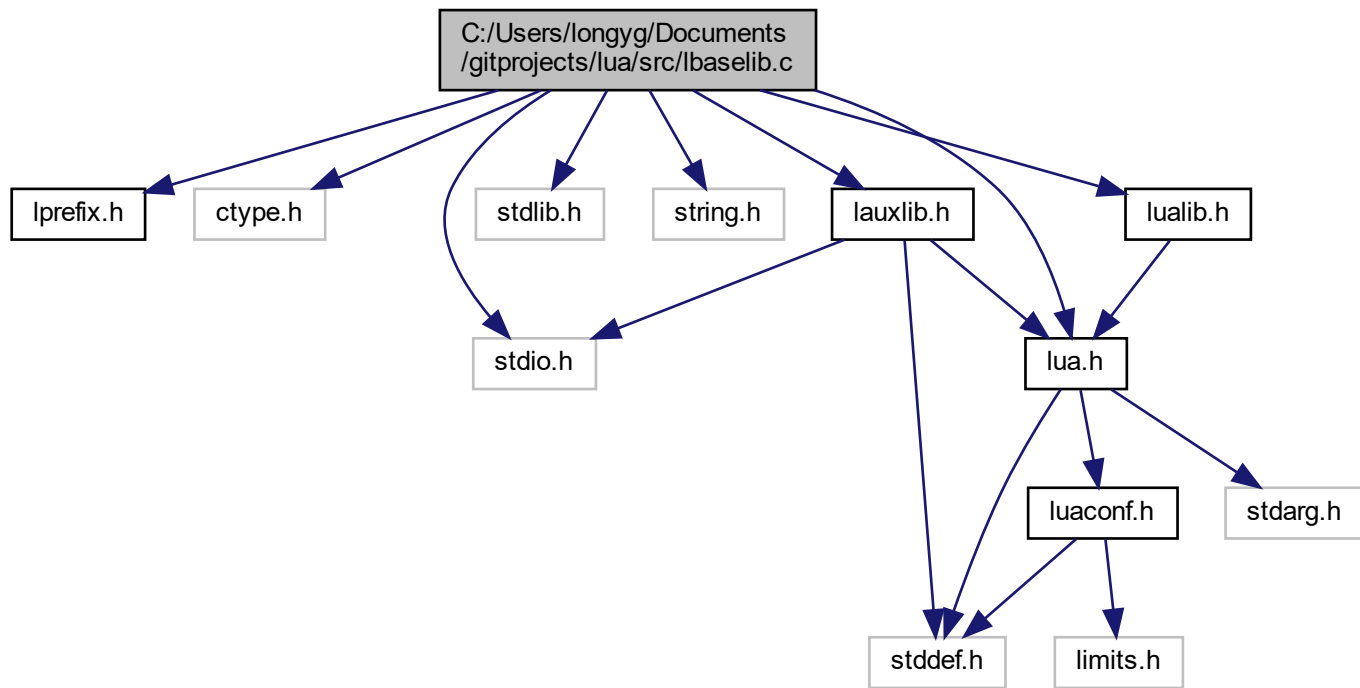 C:/Users/longyg/Documents
/gitprojects/lua/src/lbaselib.c
lprefix.h
ctype.h
stdlib.h
string.h
lauxlib.h
lualib.h
stdio.h
lua.h
luaconf.h
stdarg.h
stddef.h
limits.h